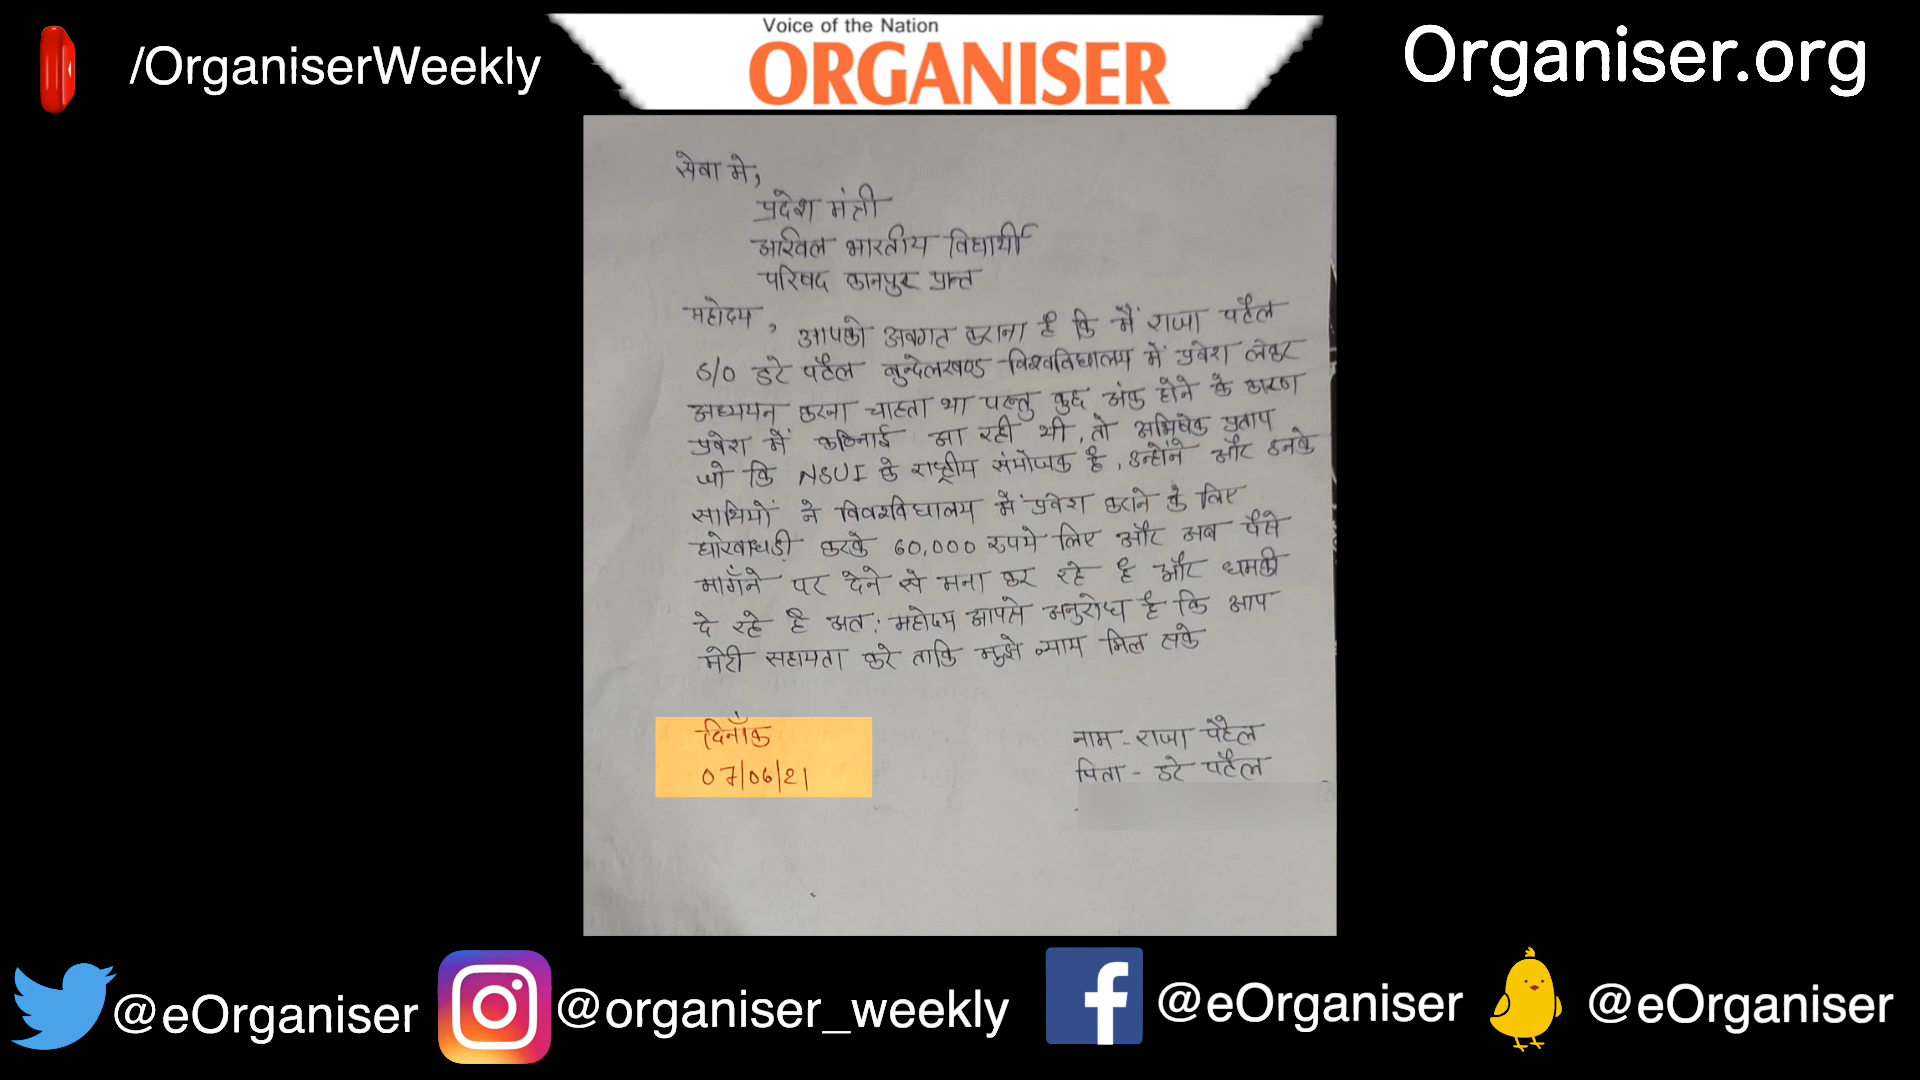 /OrganiserWeekly
Voice of the Nation
ORGANISER
Organiser.org
सेवा मे,
प्रदेश मंत्री
अखिल भारतीय विद्यार्थी
परिषद कानपुर प्रान्त
महोदय,
आपको अवगत कराना है कि मैं राजा पटैल
S/O डरे पटैल बुन्देलखण्ड विश्वविद्यालय में प्रवेश लेकर
अध्ययन करना चाहता था परन्तु कुछ अंक होने के कारण
प्रवेश में कठिनाई आ रही थी, तो अभिषेक प्रताप
जो कि NSUI के राष्ट्रीय संयोजक है, उन्होंने और उनके
साथियों ने विश्वविद्यालय में प्रवेश कराने के लिए
धोखाधड़ी करके 60,000 रुपये लिए और अब पैसे
माँगने पर देने से मना कर रहे है और धमकी
दे रहे है अत: महोदय आपसे अनुरोध है कि आप
मेरी सहायता करे ताकि मुझे न्याय मिल सके
दिनाँक
07/06/21
नाम - राजा पटैल
पिता - डरे पटैल
@eOrganiser
@organiser_weekly
@eOrganiser
@eOrganiser